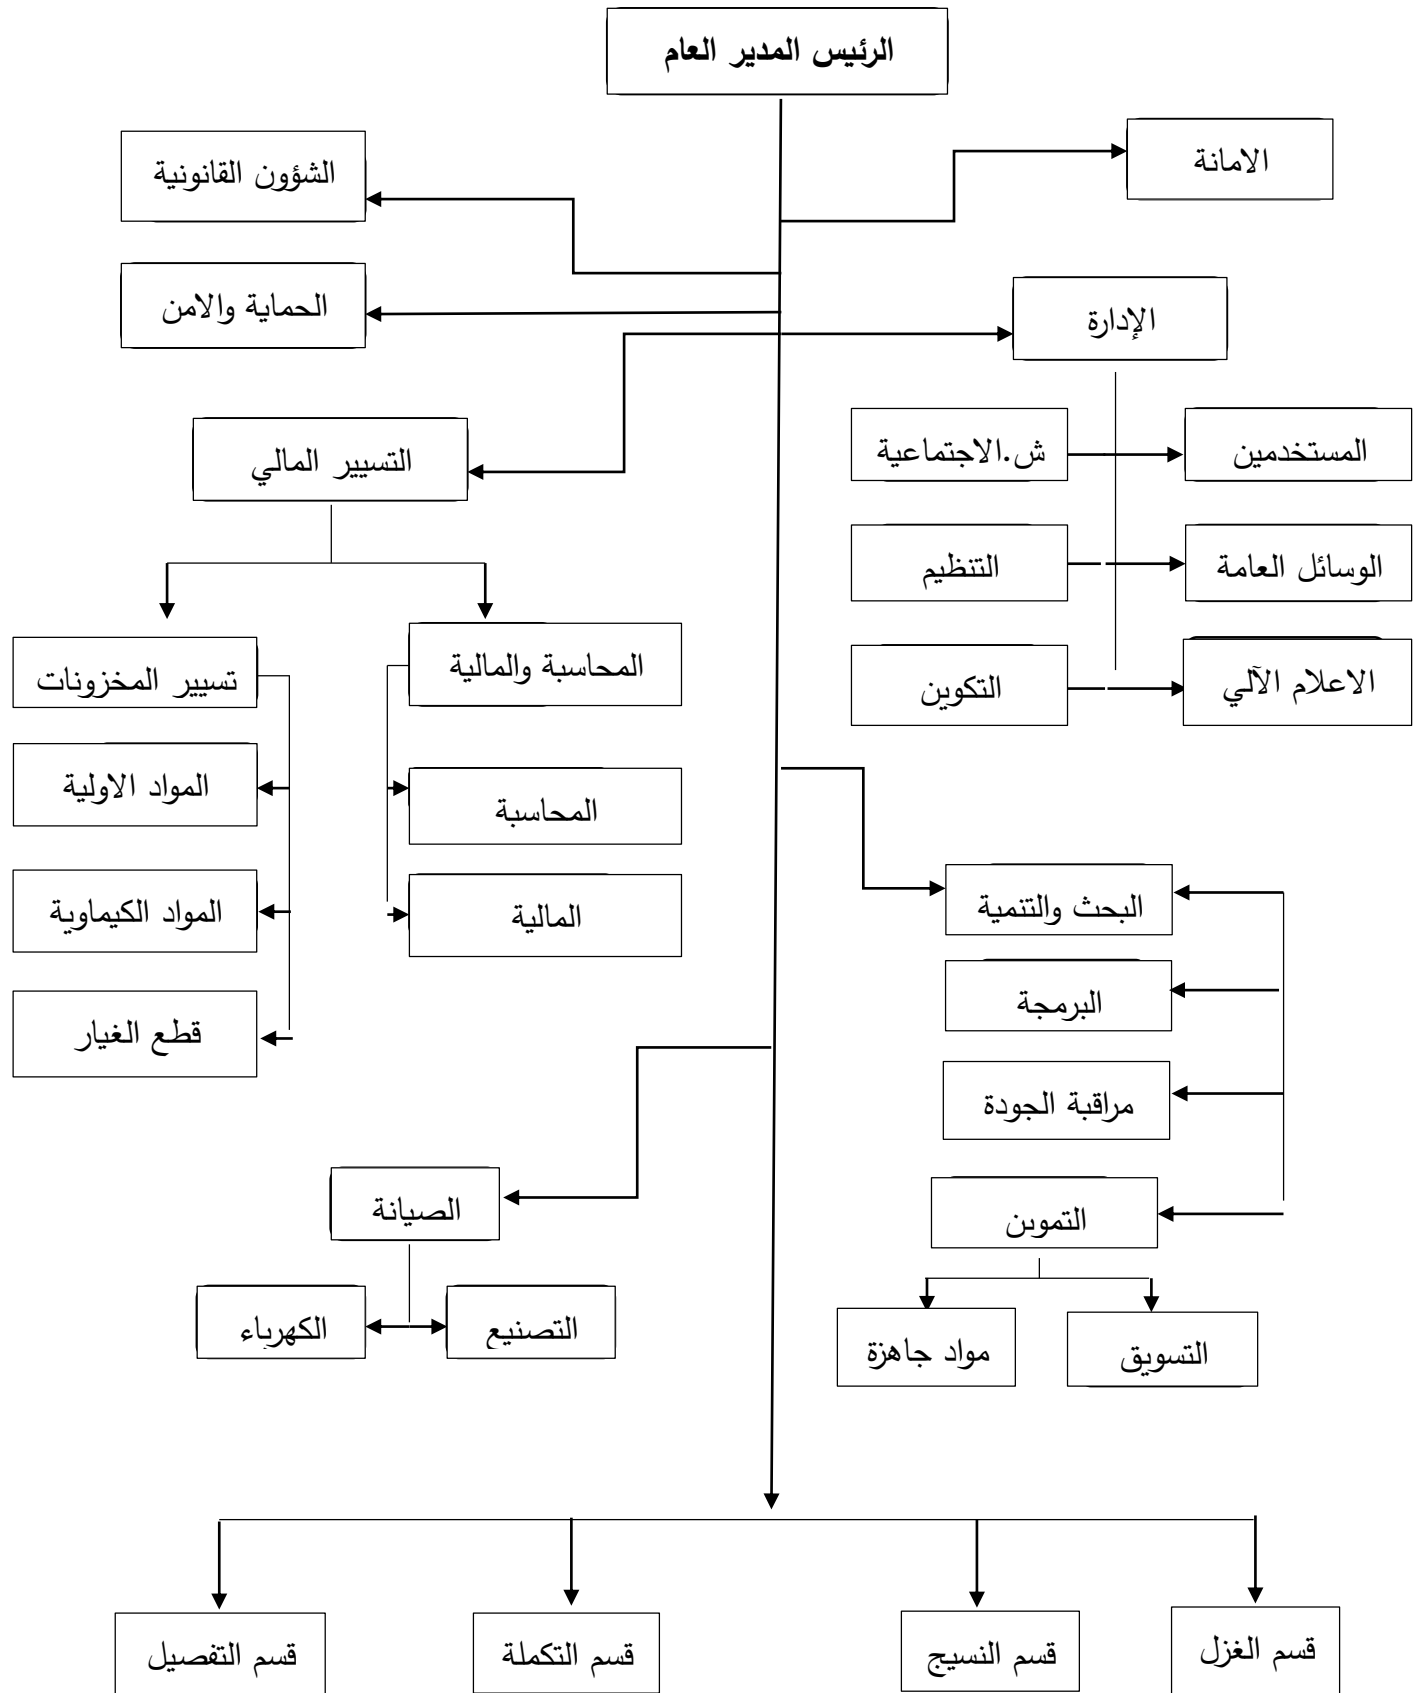 الرئيس المدير العام
الامانة
الشؤون القانونية
الحماية والامن
الإدارة
التسيير المالي
المستخدمين
ش.الاجتماعية
الوسائل العامة
التنظيم
الاعلام الآلي
التكوين
المحاسبة والمالية
تسيير المخزونات
المواد الاولية
المحاسبة
المواد الكيماوية
المالية
قطع الغيار
البحث والتنمية
البرمجة
مراقبة الجودة
التموين
الصيانة
التسويق
مواد جاهزة
التصنيع
الكهرباء
قسم الغزل
قسم النسيج
قسم التكملة
قسم التفصيل